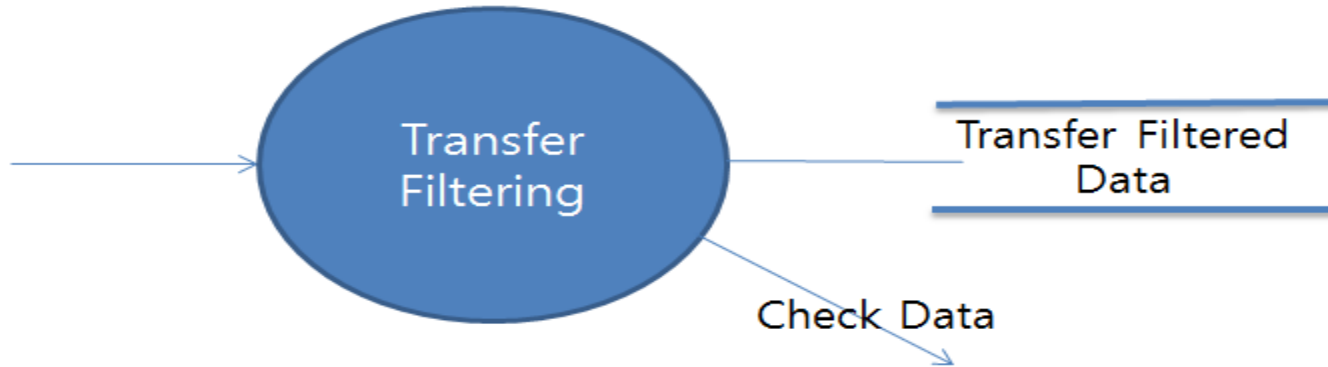 Transfer
Filtering
Transfer Filtered
Data
Check Data